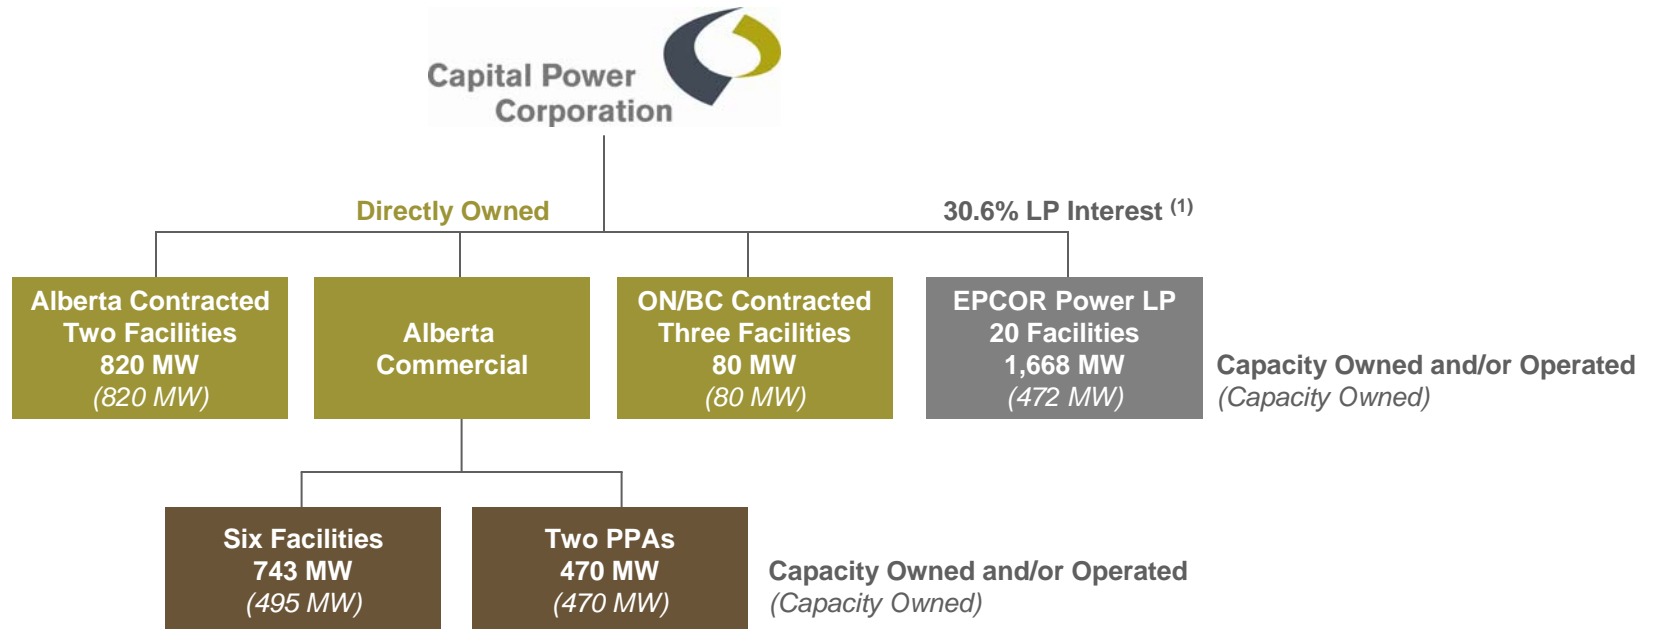 Capital Power
Corporation
Directly Owned
30.6% LP Interest (1)
Alberta Contracted
Two Facilities
820 MW
(820 MW)
Alberta
Commercial
ON/BC Contracted
Three Facilities
80 MW
(80 MW)
EPCOR Power LP
20 Facilities
1,668 MW
(472 MW)
Capacity Owned and/or Operated
(Capacity Owned)
Six Facilities
743 MW
(495 MW)
Two PPAs
470 MW
(470 MW)
Capacity Owned and/or Operated
(Capacity Owned)